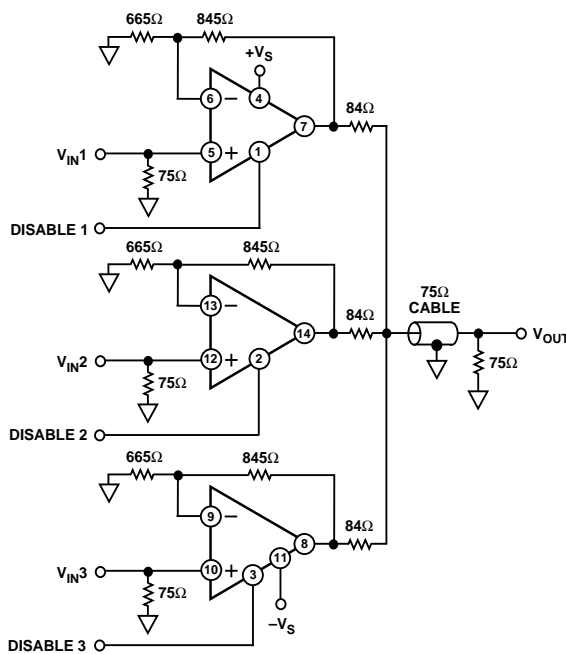 665Ω 845Ω
+VS
6 − 4
7 84Ω
VIN1 5 + 1
75Ω
DISABLE 1
665Ω 845Ω
13 −
14 84Ω
75Ω
CABLE
VOUT
VIN2 12 + 2
75Ω
75Ω
DISABLE 2
665Ω 845Ω
9 −
8 84Ω
11
VIN3 10 + 3
75Ω
−VS
DISABLE 3